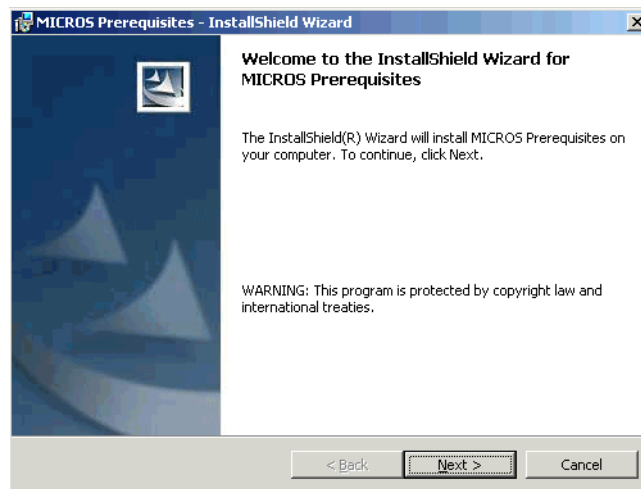 MICROS Prerequisites - InstallShield Wizard
Welcome to the InstallShield Wizard for
MICROS Prerequisites
The InstallShield(R) Wizard will install MICROS Prerequisites on
your computer. To continue, click Next.
WARNING: This program is protected by copyright law and
international treaties.
< Back
Next >
Cancel